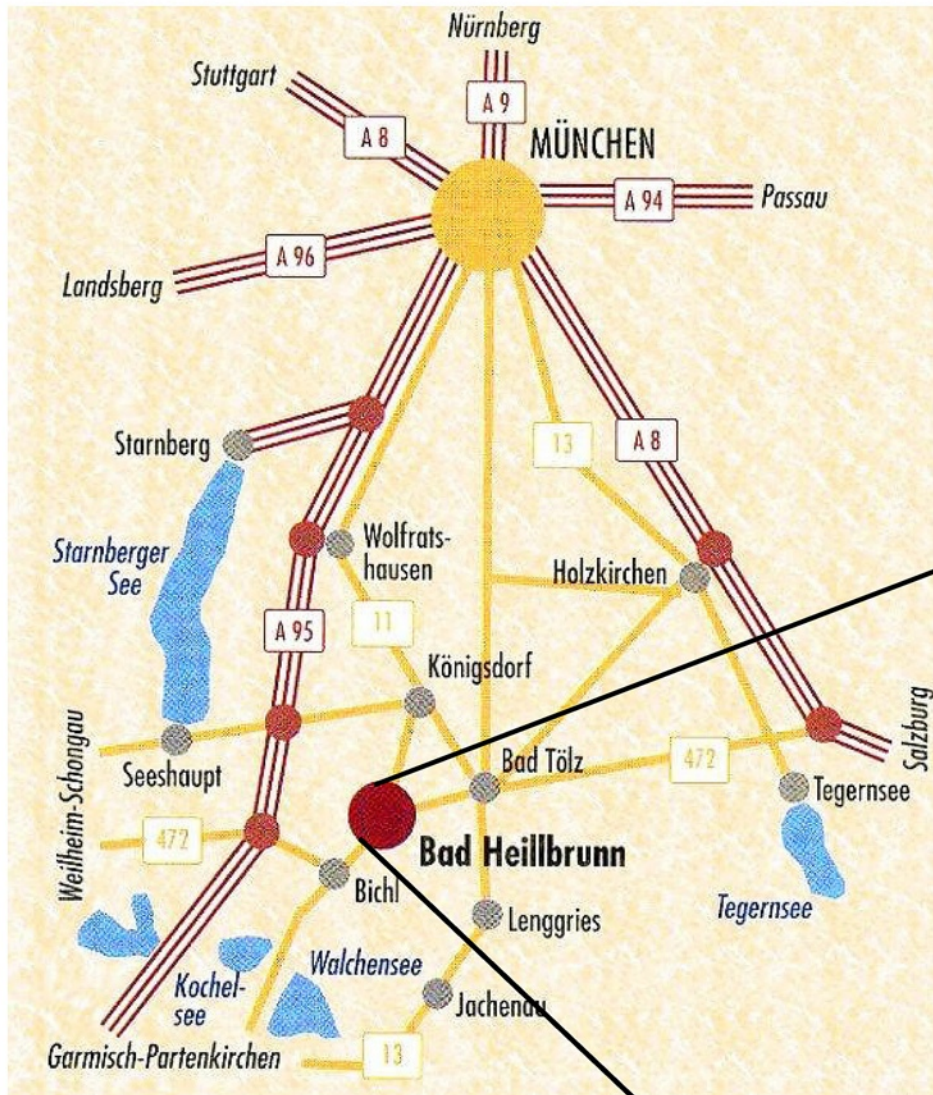 Nürnberg
Stuttgart
A 9
A 8
MÜNCHEN
A 94
Passau
A 96
Landsberg
Starnberg
13
A 8
Starnberger
See
Wolfrats-
hausen
Holzkirchen
11
A 95
Königsdorf
Weilheim-Schongau
Seeshaupt
Bad Tölz
472
Salzburg
Tegernsee
472
Bad Heillbrunn
Bichl
Tegernsee
Lenggries
Walchensee
Kochel-
see
Jachenau
Garmisch-Partenkirchen
13